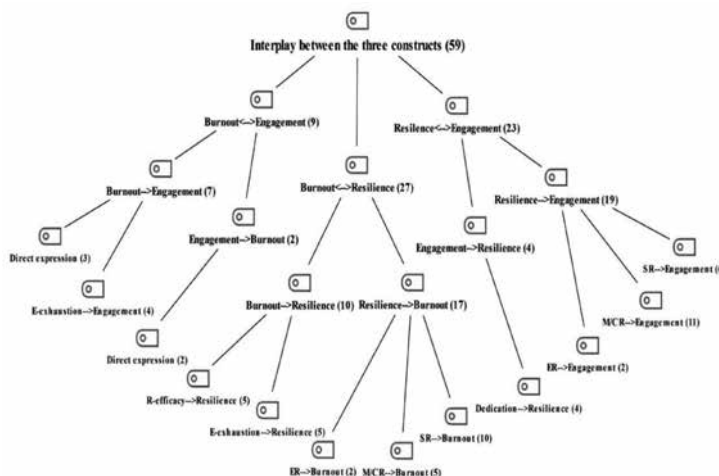 Interplay between the three constructs (59)
Burnout<-->Engagement (9)
Resilence<-->Engagement (23)
Burnout-->Engagement (7)
Burnout<-->Resilience (27)
Resilience-->Engagement (19)
Engagement-->Burnout (2)
Engagement-->Resilience (4)
Direct expression (3)
SR-->Engagement (
E-exhaustion-->Engagement (4)
Burnout-->Resilience (10)
Resilience-->Burnout (17)
M/CR-->Engagement (11)
Direct expression (2)
ER-->Engagement (2)
R-efficacy-->Resilience (5)
Dedication-->Resilience (4)
E-exhaustion-->Resilience (5)
SR-->Burnout (10)
ER-->Burnout (2)
M/CR-->Burnout (5)